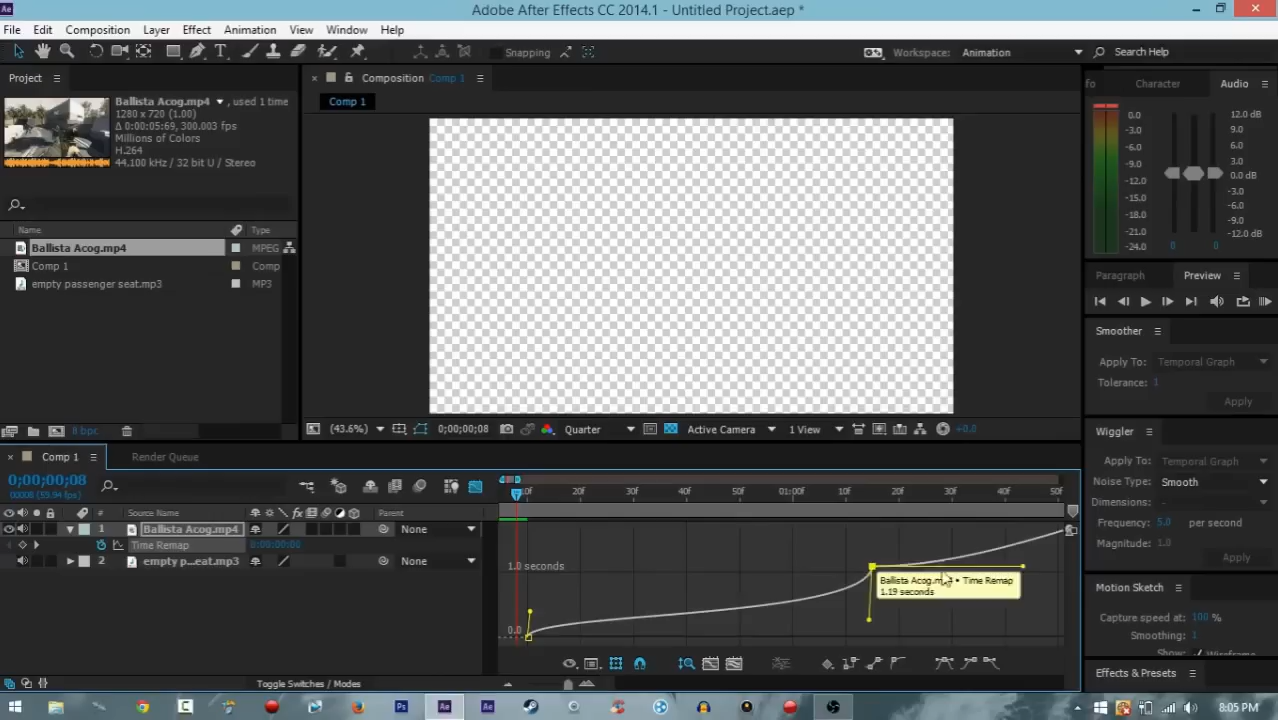 Adobe After Effects CC 2014.1 - Untitled Project.aep *
File Edit Composition Layer Effect Animation View Window Help
Snapping
Workspace: Animation
Search Help
Project
Ballista Acog.mp4 , used 1 time
1280 x 720 (1.00)
Δ 0:00:05:69, 300.003 fps
Millions of Colors
H.264
44.100 kHz / 32 bit U / Stereo
Name Type
Ballista Acog.mp4 MPEG
Comp 1 Comp
empty passenger seat.mp3 MP3
8 bpc
Composition Comp 1
Comp 1
(43.6%) 0;00;00;08 Quarter Active Camera 1 View +0.0
fo Character Audio
0.0 12.0 dB
-3.0 9.0
-6.0 6.0
-9.0 3.0
-12.0 0.0 dB
-15.0 -3.0
-18.0 -6.0
-21.0 -9.0
-24.0 -12.0 dB
0 0
Paragraph Preview
Smoother
Apply To: Temporal Graph
Tolerance: 1
Apply
Wiggler
Apply To: Temporal Graph
Noise Type: Smooth
Dimensions: -
Frequency: 5.0 per second
Magnitude: 1.0
Apply
Motion Sketch
Capture speed at: 100 %
Smoothing: 1
Show: Wireframe
Effects & Presets
Comp 1 Render Queue
0;00;00;08
00008 (59.94 fps)
# Source Name Parent
1 Ballista Acog.mp4 None
Time Remap 0:00:00:00
2 empty p...eat.mp3 None
10f 20f 30f 40f 50f 01:00f 10f 20f 30f 40f 50f
1.0 seconds
0.0
Ballista Acog.mp4 • Time Remap
1.19 seconds
Toggle Switches / Modes
8:05 PM